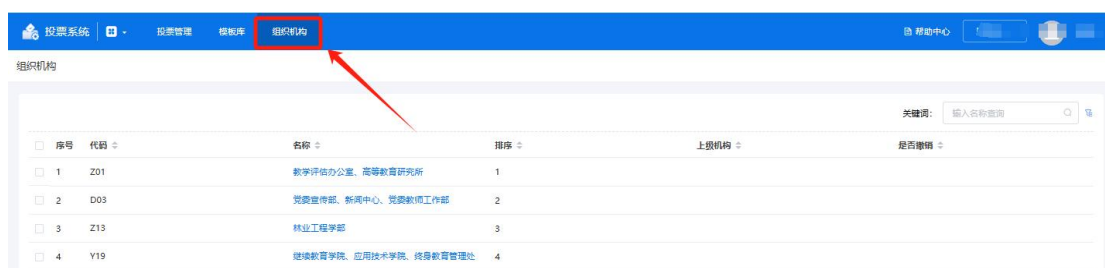 投票系统 投票管理 模板库 组织机构 帮助中心
组织机构
关键词: 输入名称查询
序号 代码 名称 排序 上级机构 是否撤销
1 Z01 教学评估办公室、高等教育研究所 1
2 D03 党委宣传部、新闻中心、党委教师工作部 2
3 Z13 林业工程学部 3
4 Y19 继续教育学院、应用技术学院、终身教育管理处 4